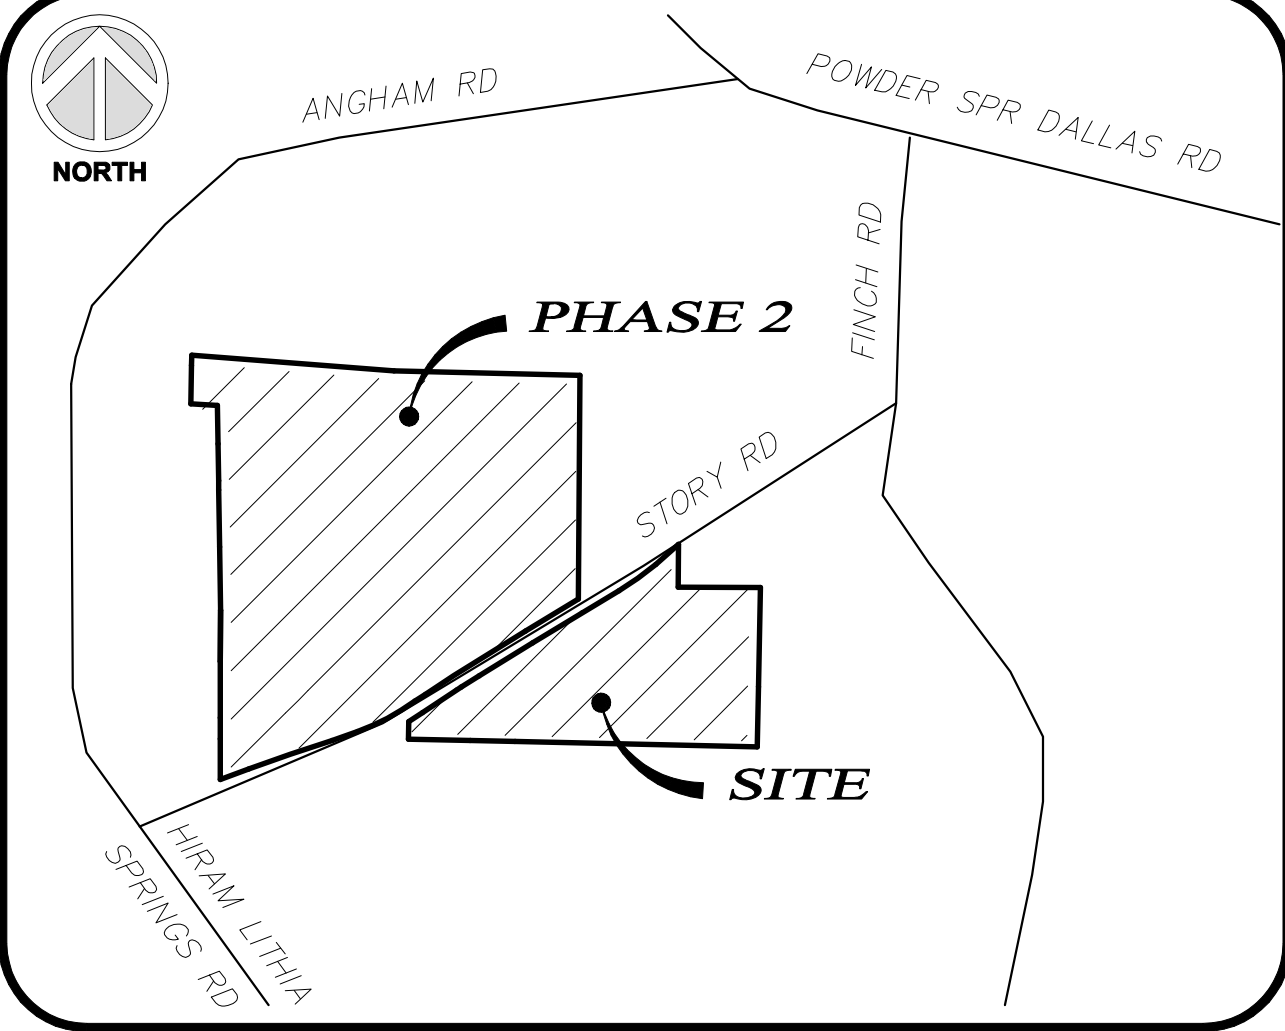 ANGHAM RD
POWDER SPR DALLAS RD
NORTH
FINCH RD
PHASE 2
STORY RD
SITE
HIRAM LITHIA
SPRINGS RD